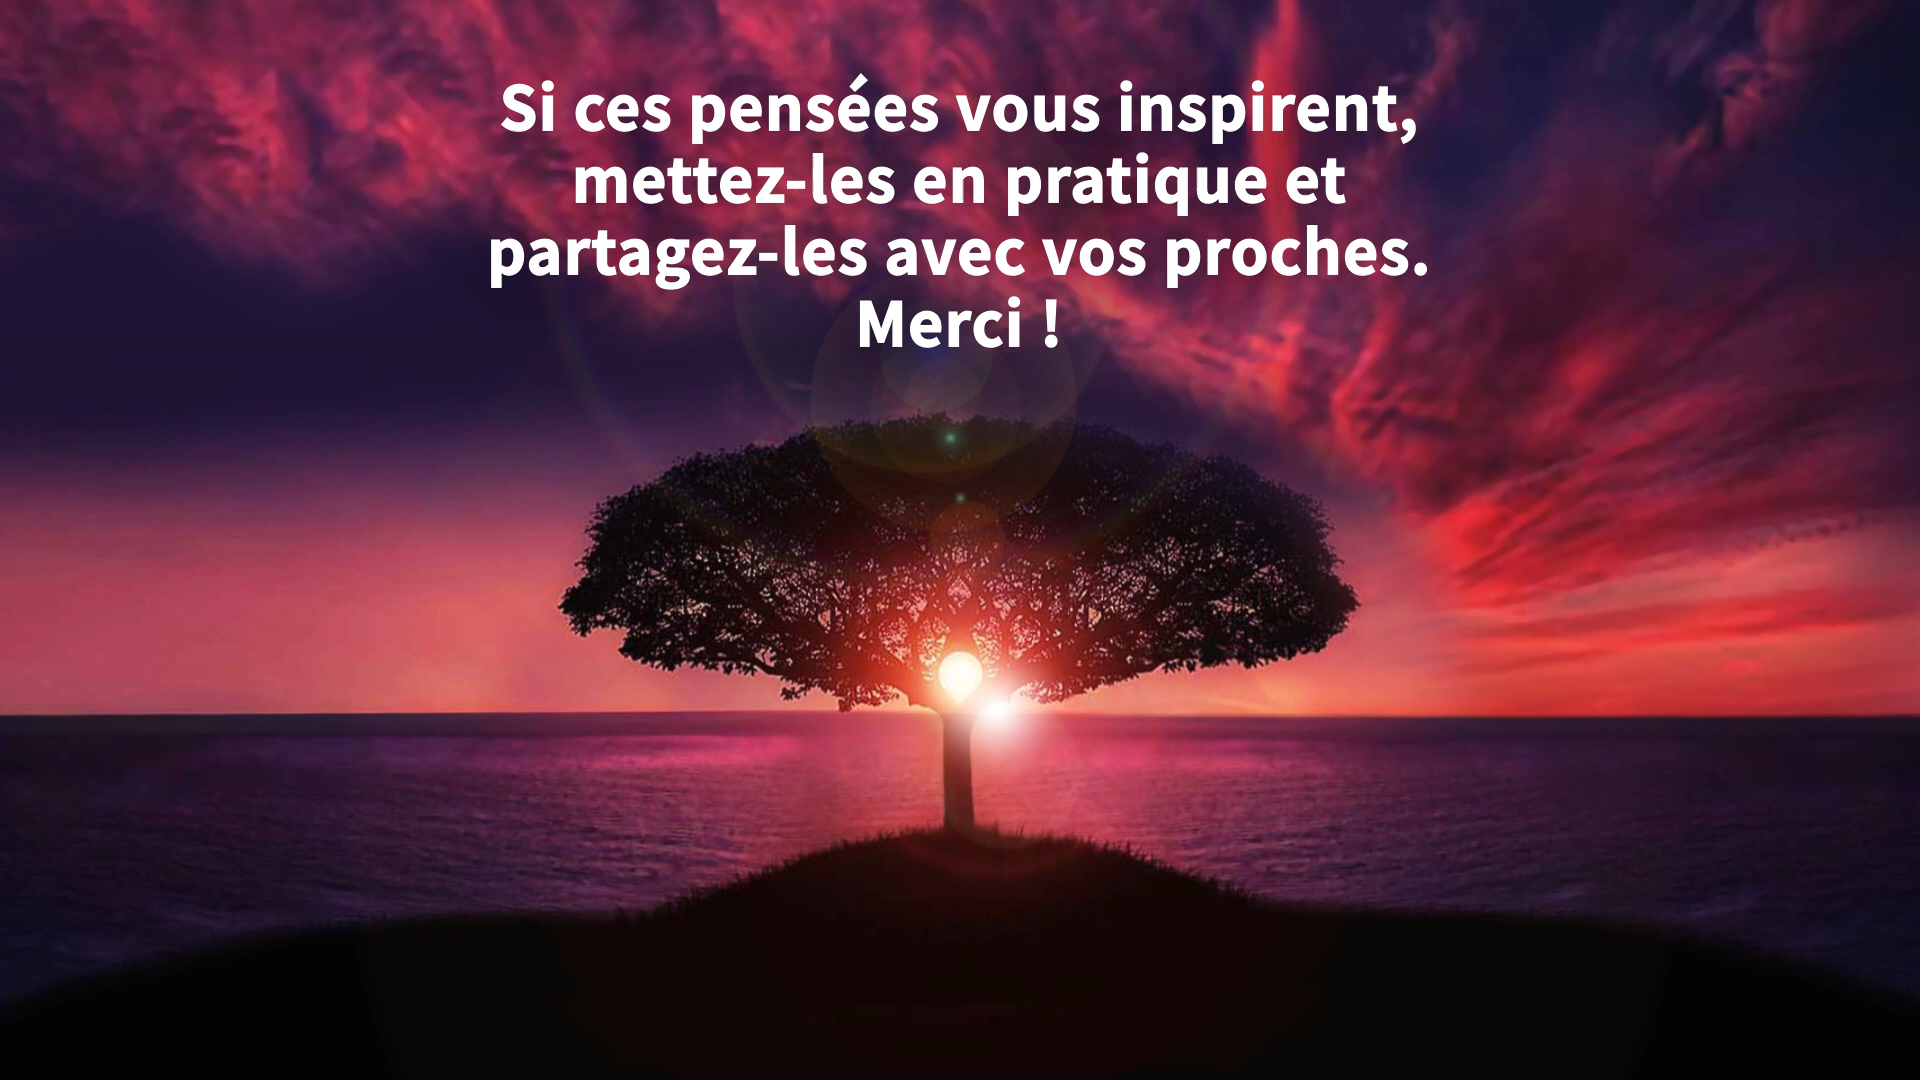 Si ces pensées vous inspirent,
mettez-les en pratique et
partagez-les avec vos proches.
Merci !